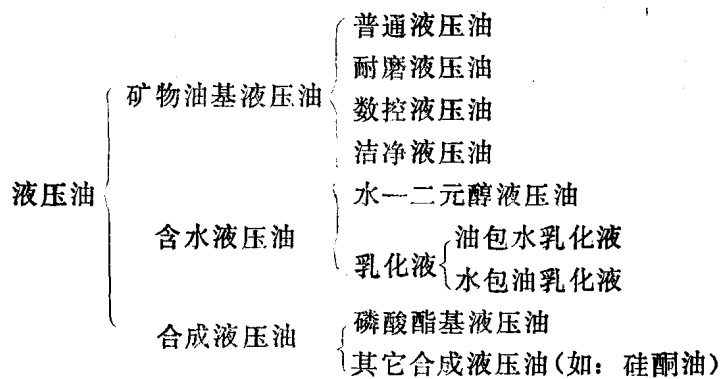 普通液压油
耐磨液压油
矿物油基液压油
数控液压油
洁净液压油
液压油
水一二元醇液压油
含水液压油
油包水乳化液
乳化液
水包油乳化液
磷酸酯基液压油
合成液压油
其它合成液压油(如：硅酮油)